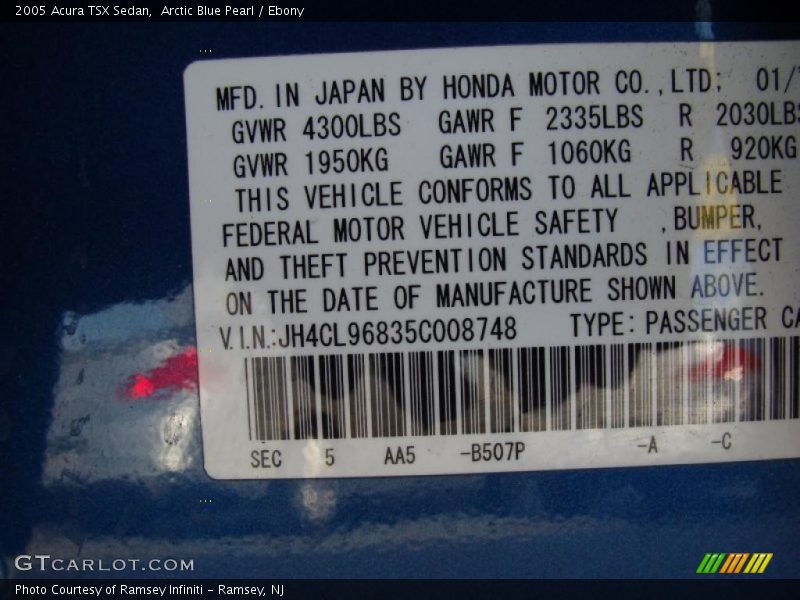 2005 Acura TSX Sedan,  Arctic Blue Pearl / Ebony
MFD. IN JAPAN BY HONDA MOTOR CO.,LTD; 01/
GVWR 4300LBS GAWR F 2335LBS R 2030LBS
GVWR 1950KG GAWR F 1060KG R 920KG
THIS VEHICLE CONFORMS TO ALL APPLICABLE
FEDERAL MOTOR VEHICLE SAFETY ,BUMPER,
AND THEFT PREVENTION STANDARDS IN EFFECT
ON THE DATE OF MANUFACTURE SHOWN ABOVE.
V.I.N.:JH4CL96835C008748 TYPE: PASSENGER CA
SEC 5 AA5 -B507P -A -C
GTCARLOT.COM
Photo Courtesy of Ramsey Infiniti - Ramsey, NJ